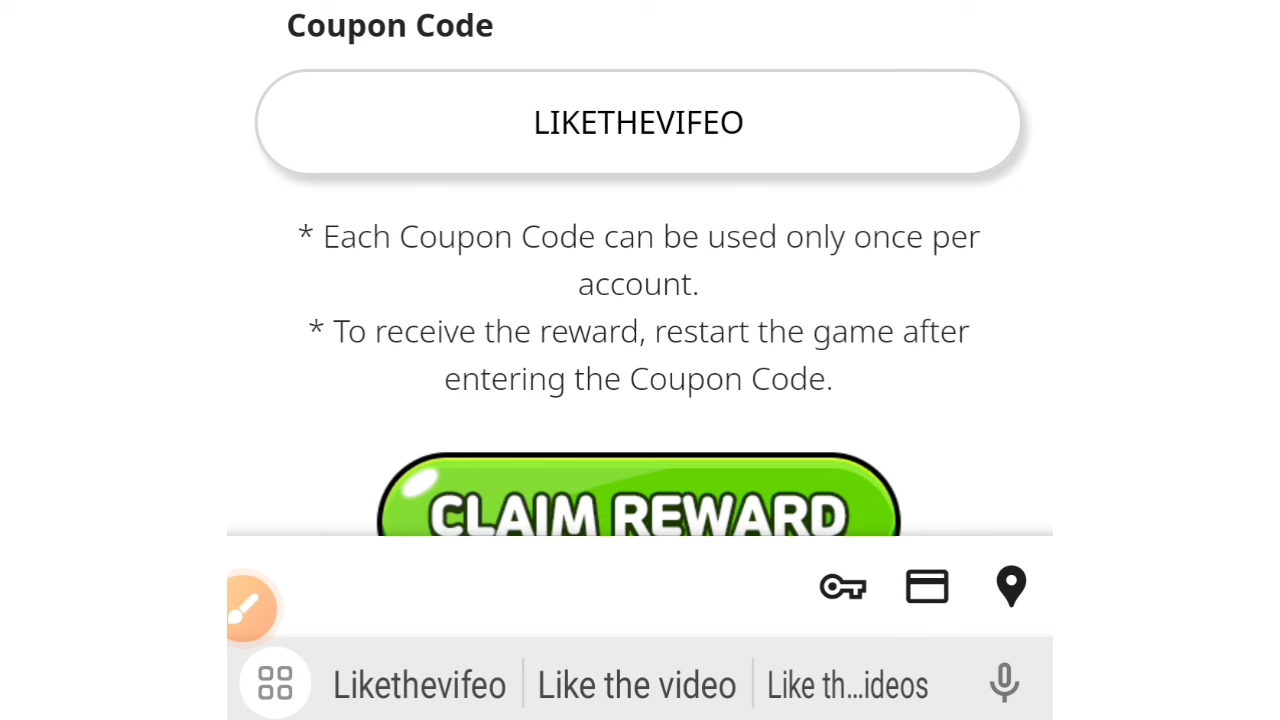 Coupon Code
LIKETHEVIFEO
* Each Coupon Code can be used only once per
account.
* To receive the reward, restart the game after
entering the Coupon Code.
CLAIM REWARD
Likethevifeo Like the video Like th...ideos